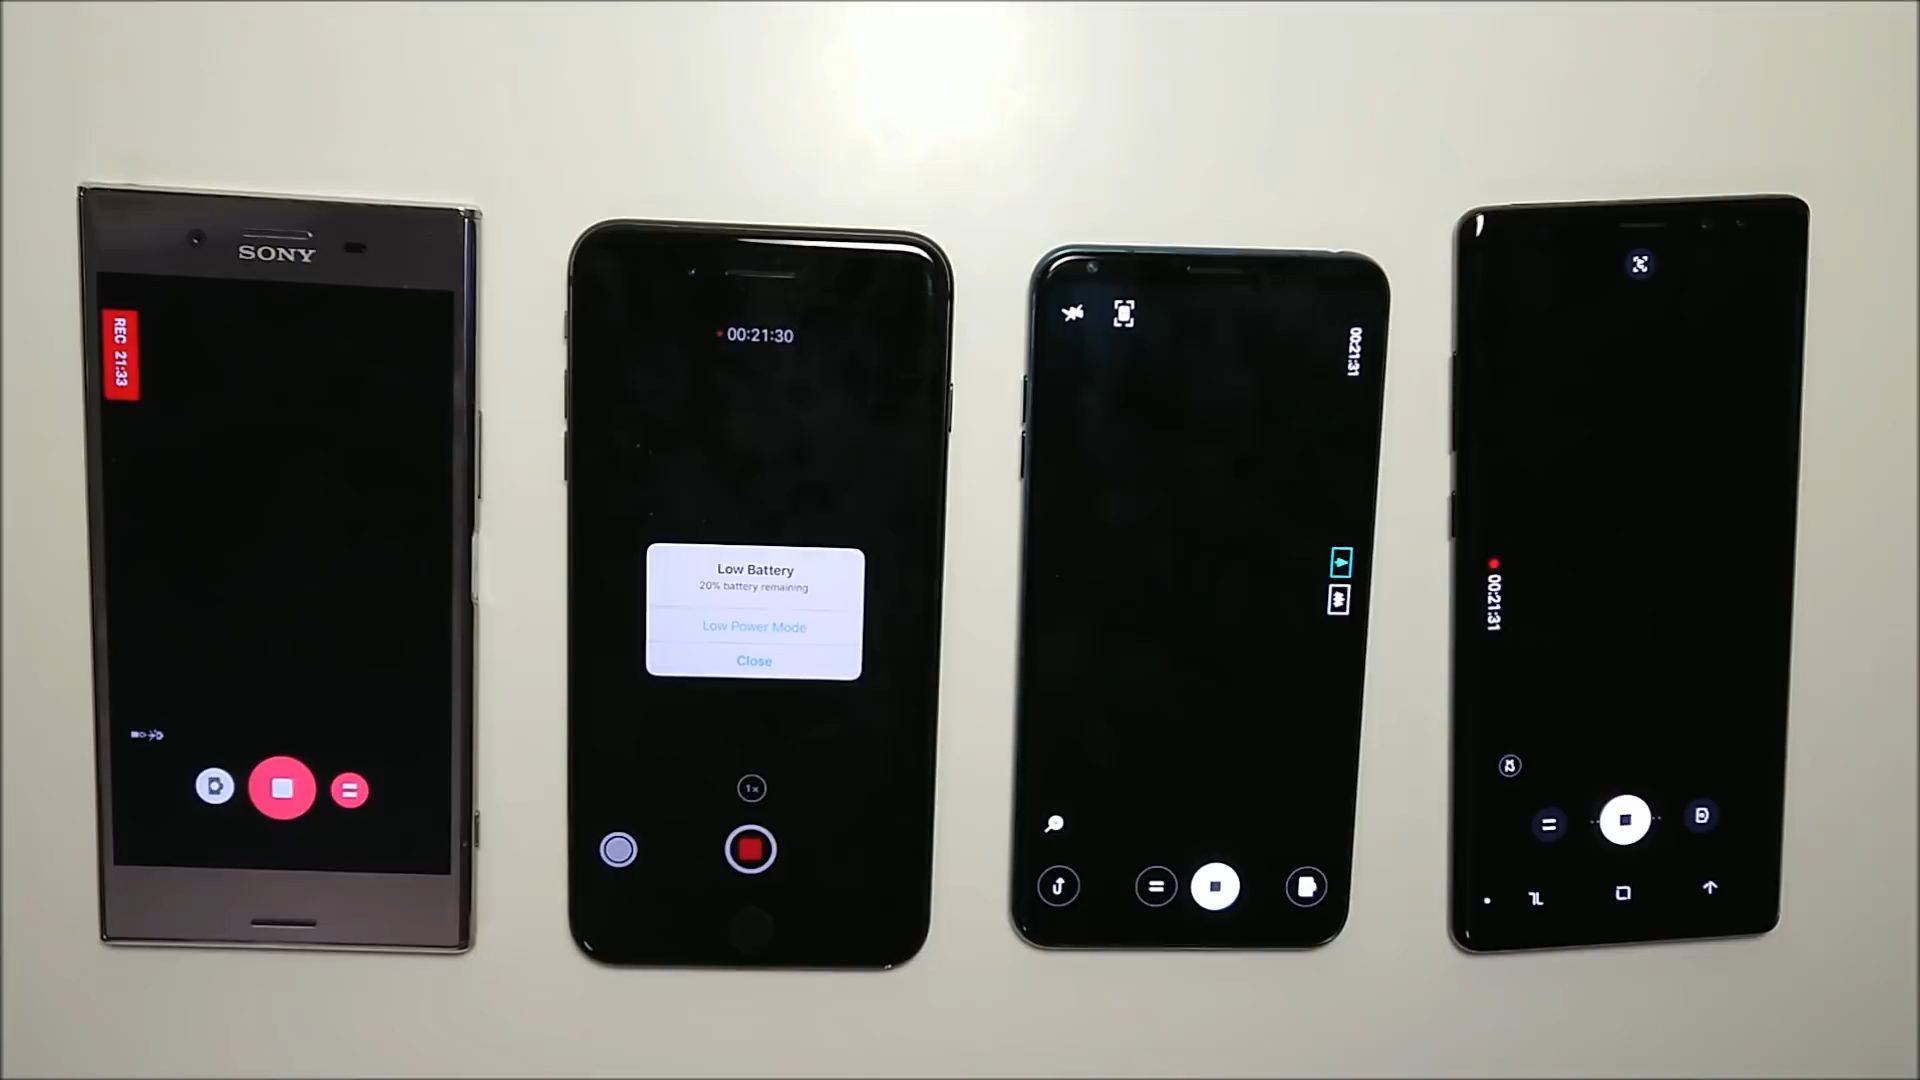 SONY
REC 21:33
00:21:30
Low Battery
20% battery remaining
Low Power Mode
Close
1x
00:21:31
00:21:31
X2